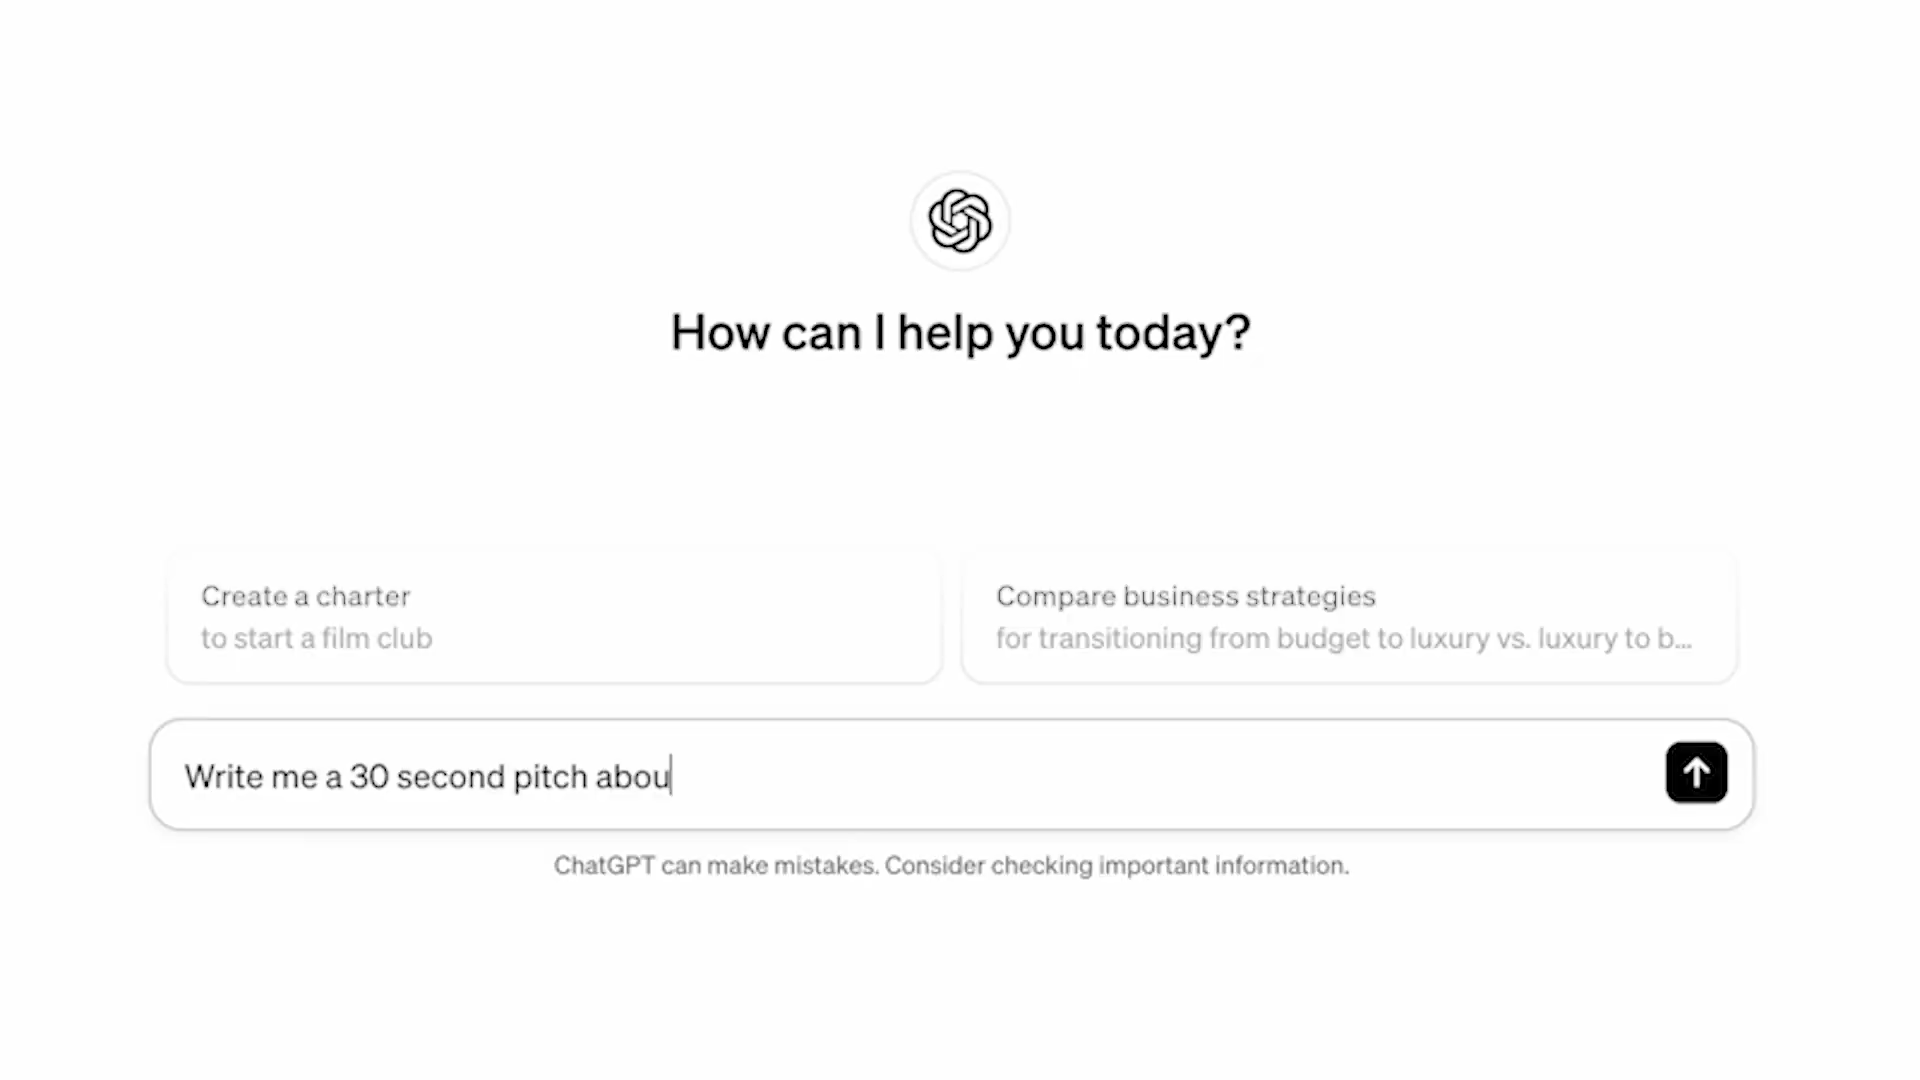 How can I help you today?
Create a charter
to start a film club
Compare business strategies
for transitioning from budget to luxury vs. luxury to b...
Write me a 30 second pitch abou
ChatGPT can make mistakes. Consider checking important information.